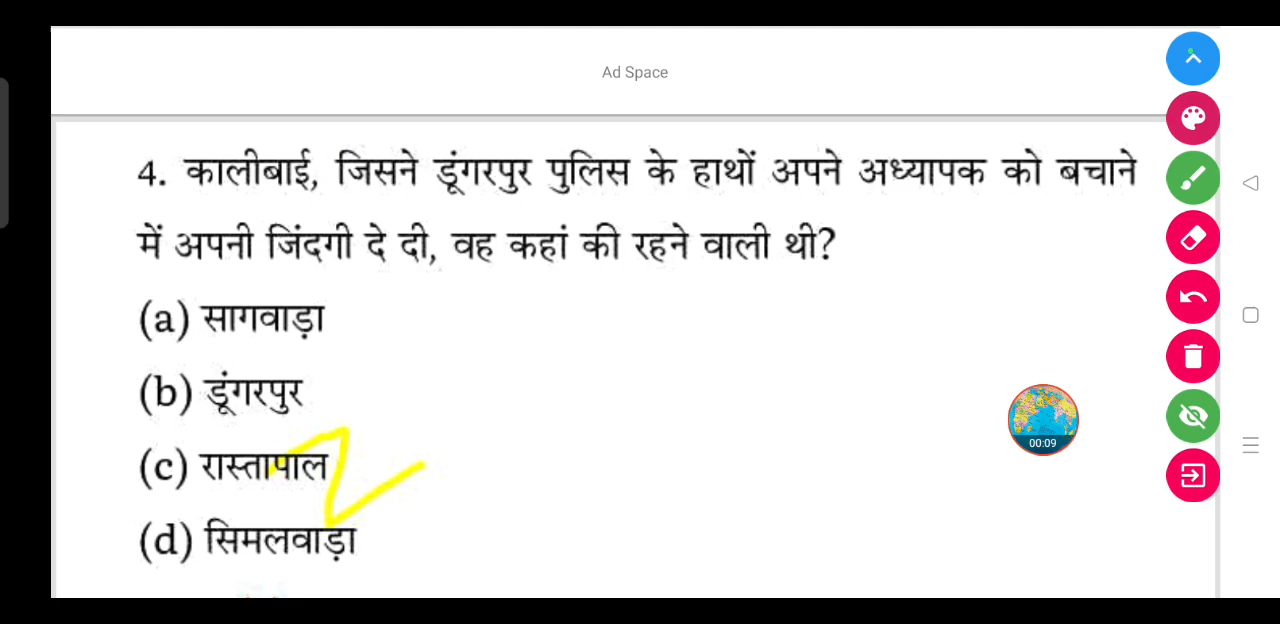 Ad Space
4. कालीबाई, जिसने डूंगरपुर पुलिस के हाथों अपने अध्यापक को बचाने
में अपनी जिंदगी दे दी, वह कहां की रहने वाली थी?
(a) सागवाड़ा
(b) डूंगरपुर
(c) रास्तापाल
(d) सिमलवाड़ा
00:09